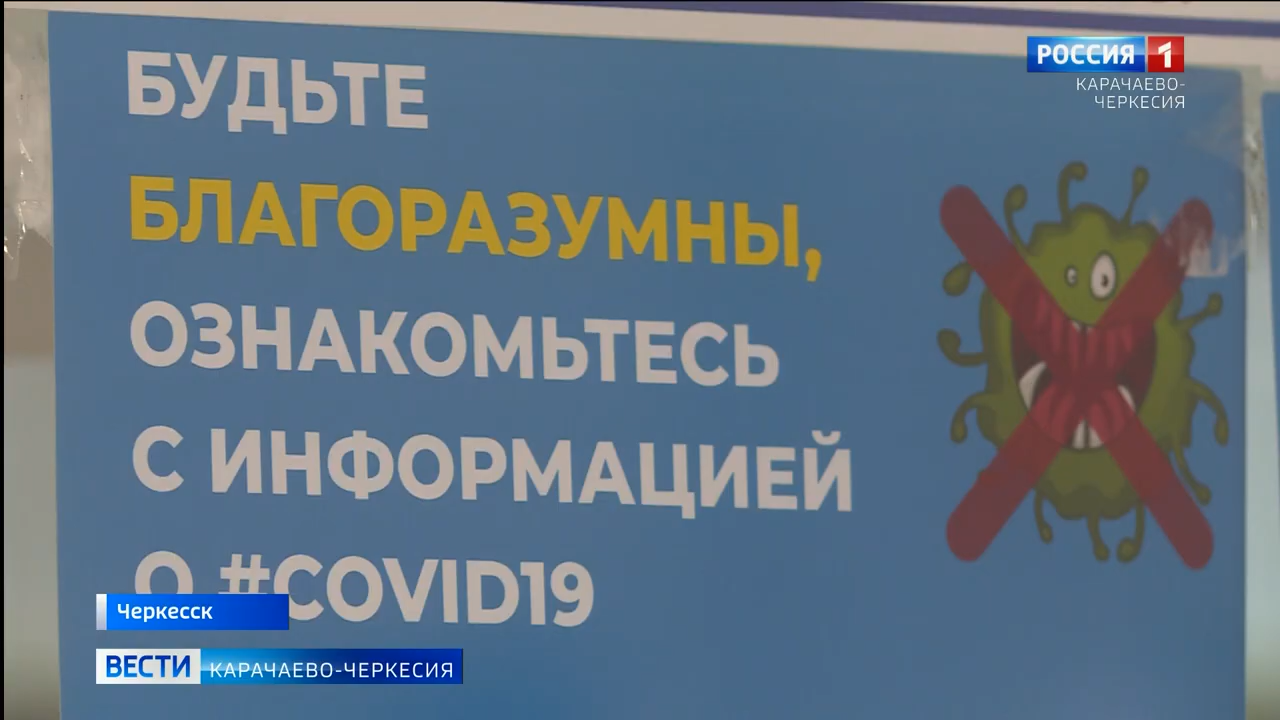 БУДЬТЕ
БЛАГОРАЗУМНЫ,
ОЗНАКОМЬТЕСЬ
С ИНФОРМАЦИЕЙ
О #COVID19
РОССИЯ 1
КАРАЧАЕВО-
ЧЕРКЕСИЯ
Черкесск
ВЕСТИ КАРАЧАЕВО-ЧЕРКЕСИЯ